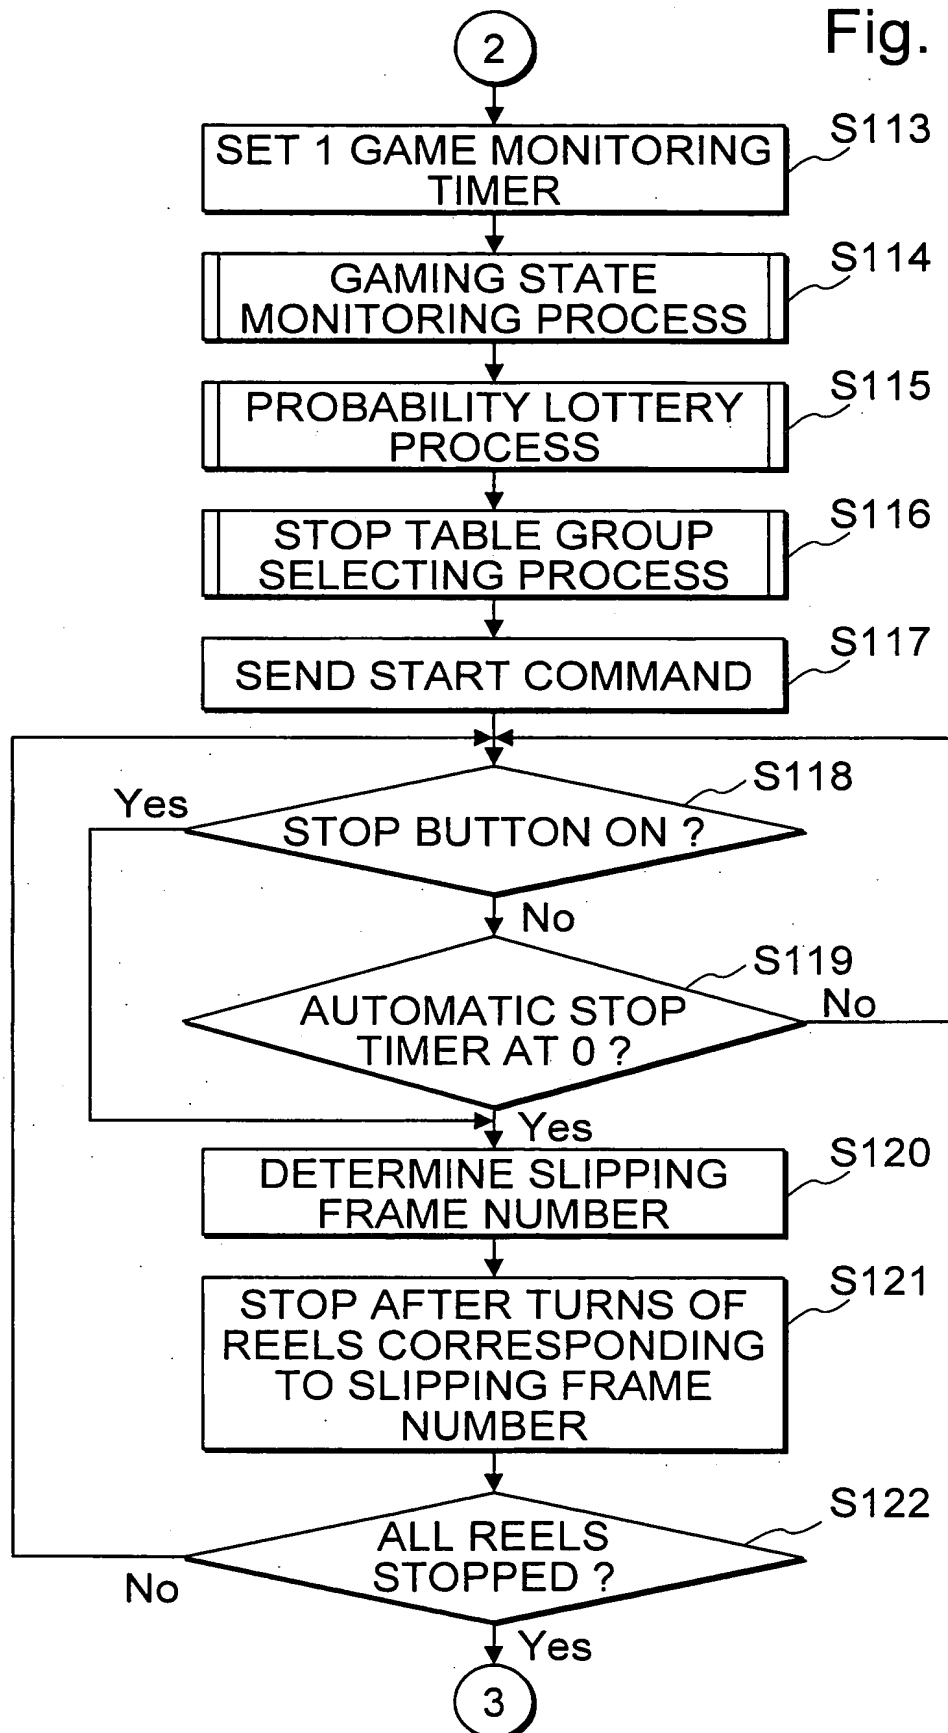 Fig.
2
S113
SET 1 GAME MONITORING
TIMER
S114
GAMING STATE
MONITORING PROCESS
S115
PROBABILITY LOTTERY
PROCESS
S116
STOP TABLE GROUP
SELECTING PROCESS
S117
SEND START COMMAND
S118
Yes
STOP BUTTON ON ?
No
S119
AUTOMATIC STOP
TIMER AT 0 ?
No
Yes
S120
DETERMINE SLIPPING
FRAME NUMBER
S121
STOP AFTER TURNS OF
REELS CORRESPONDING
TO SLIPPING FRAME
NUMBER
S122
ALL REELS
STOPPED ?
No
Yes
3